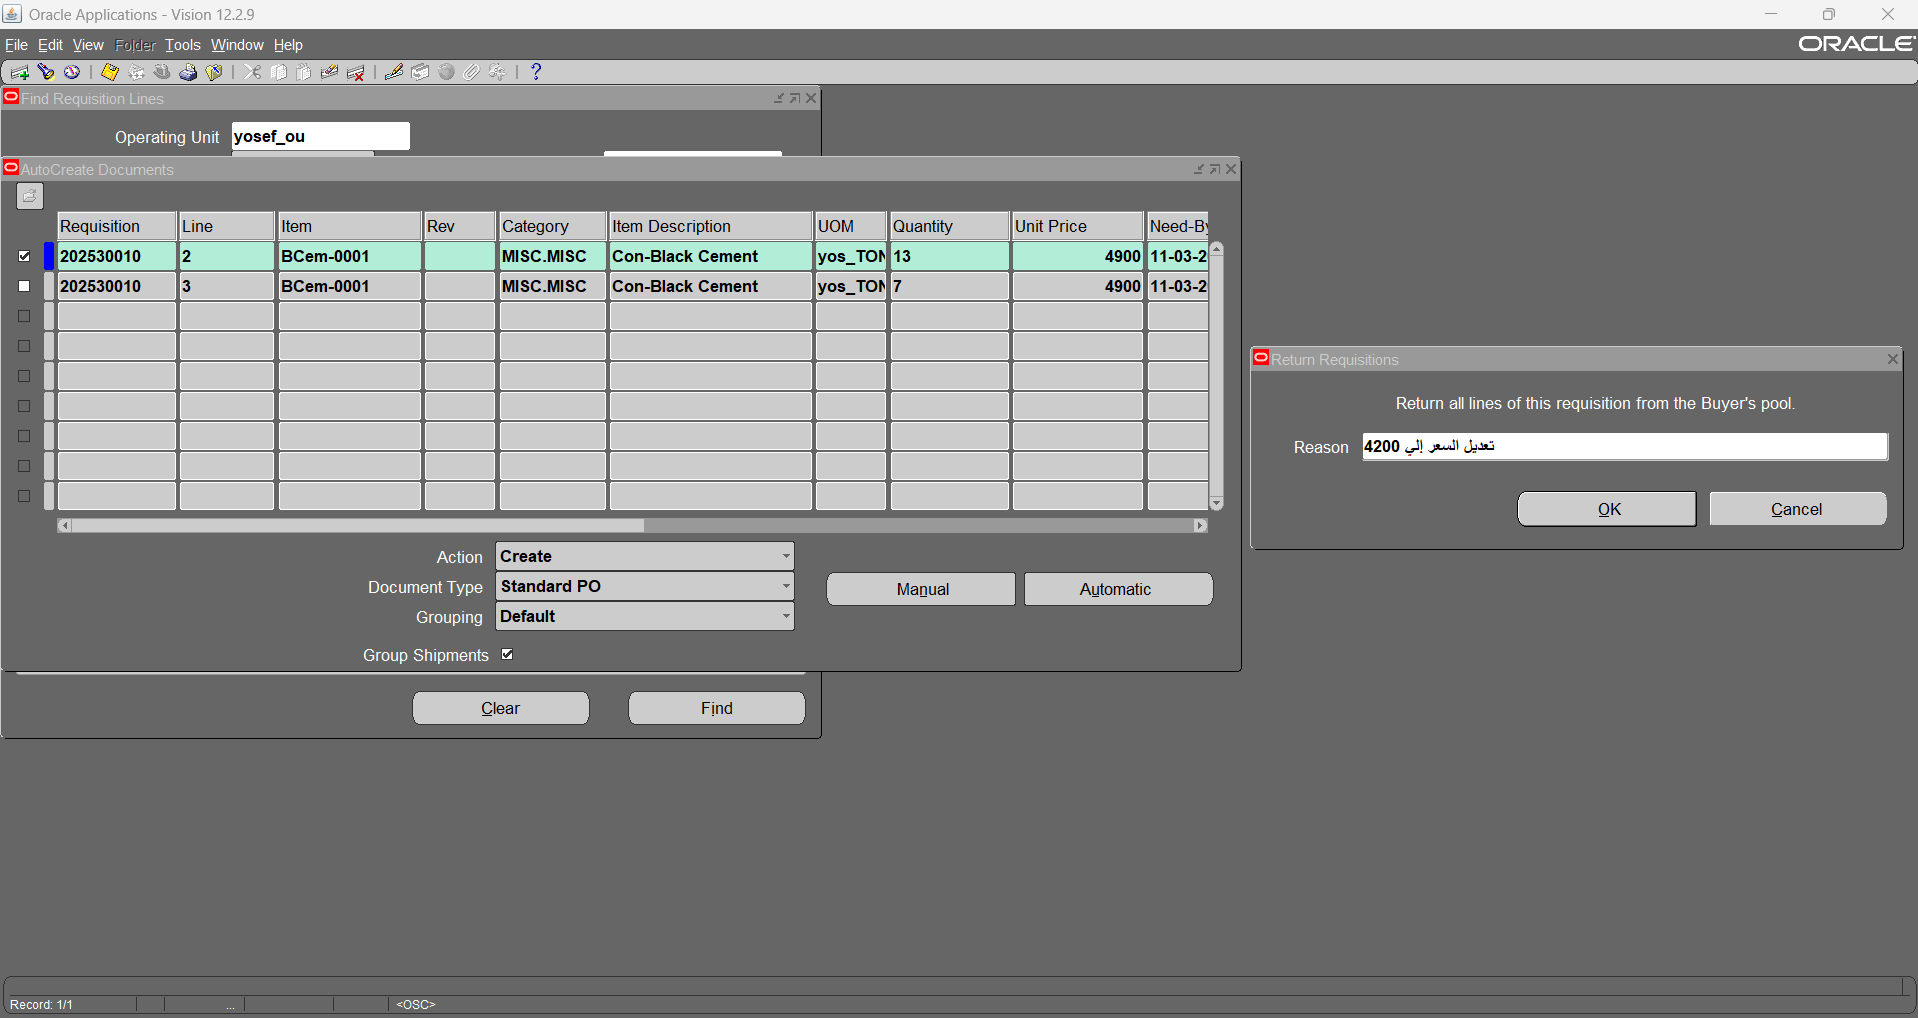 Oracle Applications - Vision 12.2.9
File Edit View Folder Tools Window Help
ORACLE
Find Requisition Lines
Operating Unit yosef_ou
AutoCreate Documents
Requisition Line Item Rev Category Item Description UOM Quantity Unit Price Need-By
202530010 2 BCem-0001 MISC.MISC Con-Black Cement yos_TON 13 4900 11-03-2
202530010 3 BCem-0001 MISC.MISC Con-Black Cement yos_TON 7 4900 11-03-2
Action Create
Document Type Standard PO
Grouping Default
Manual Automatic
Group Shipments
Clear Find
Return Requisitions
Return all lines of this requisition from the Buyer's pool.
Reason تعديل السعر إلي 4200
OK Cancel
Record: 1/1 ... <OSC>